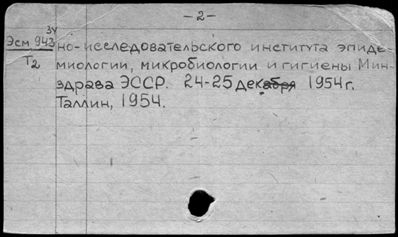 -2-
34
Эсм 943
Т2
но-исследовательского института эпиде-
миологии, микробиологии и гигиены Мин-
здрава ЭССР. 24-25 декабря 1954 г.
Таллин, 1954.